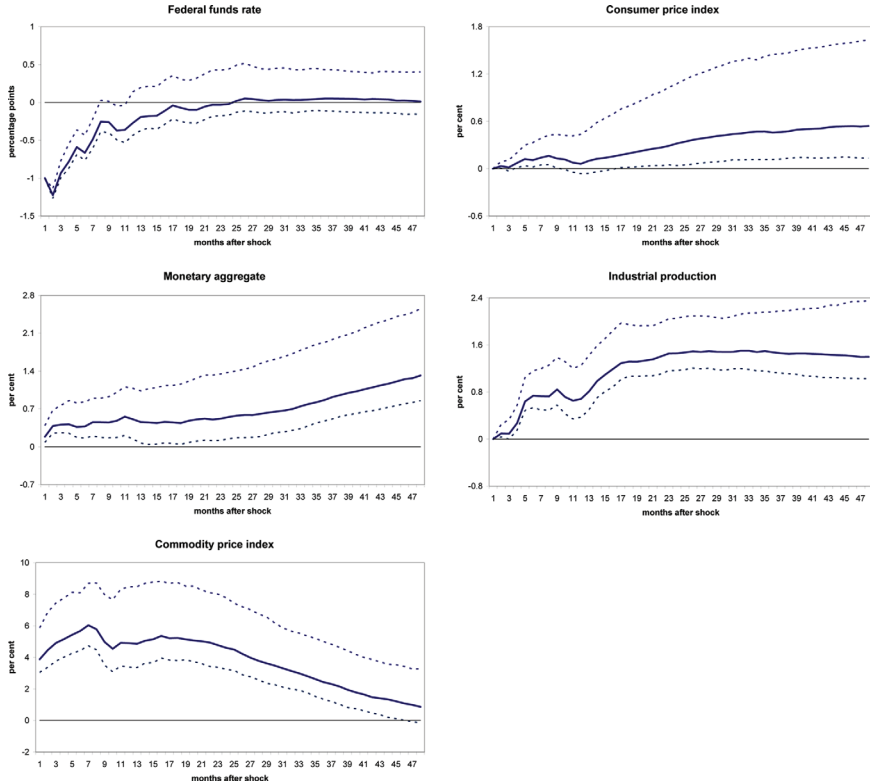 Federal funds rate
1
0.5
0
-0.5
-1
-1.5
percentage points
1 3 5 7 9 11 13 15 17 19 21 23 25 27 29 31 33 35 37 39 41 43 45 47
months after shock
Consumer price index
1.8
1.2
0.6
0
-0.6
per cent
1 3 5 7 9 11 13 15 17 19 21 23 25 27 29 31 33 35 37 39 41 43 45 47
months after shock
Monetary aggregate
2.8
2.1
1.4
0.7
0
-0.7
per cent
1 3 5 7 9 11 13 15 17 19 21 23 25 27 29 31 33 35 37 39 41 43 45 47
months after shock
Industrial production
2.4
1.6
0.8
0
-0.8
per cent
1 3 5 7 9 11 13 15 17 19 21 23 25 27 29 31 33 35 37 39 41 43 45 47
months after shock
Commodity price index
10
8
6
4
2
0
-2
per cent
1 3 5 7 9 11 13 15 17 19 21 23 25 27 29 31 33 35 37 39 41 43 45 47
months after shock